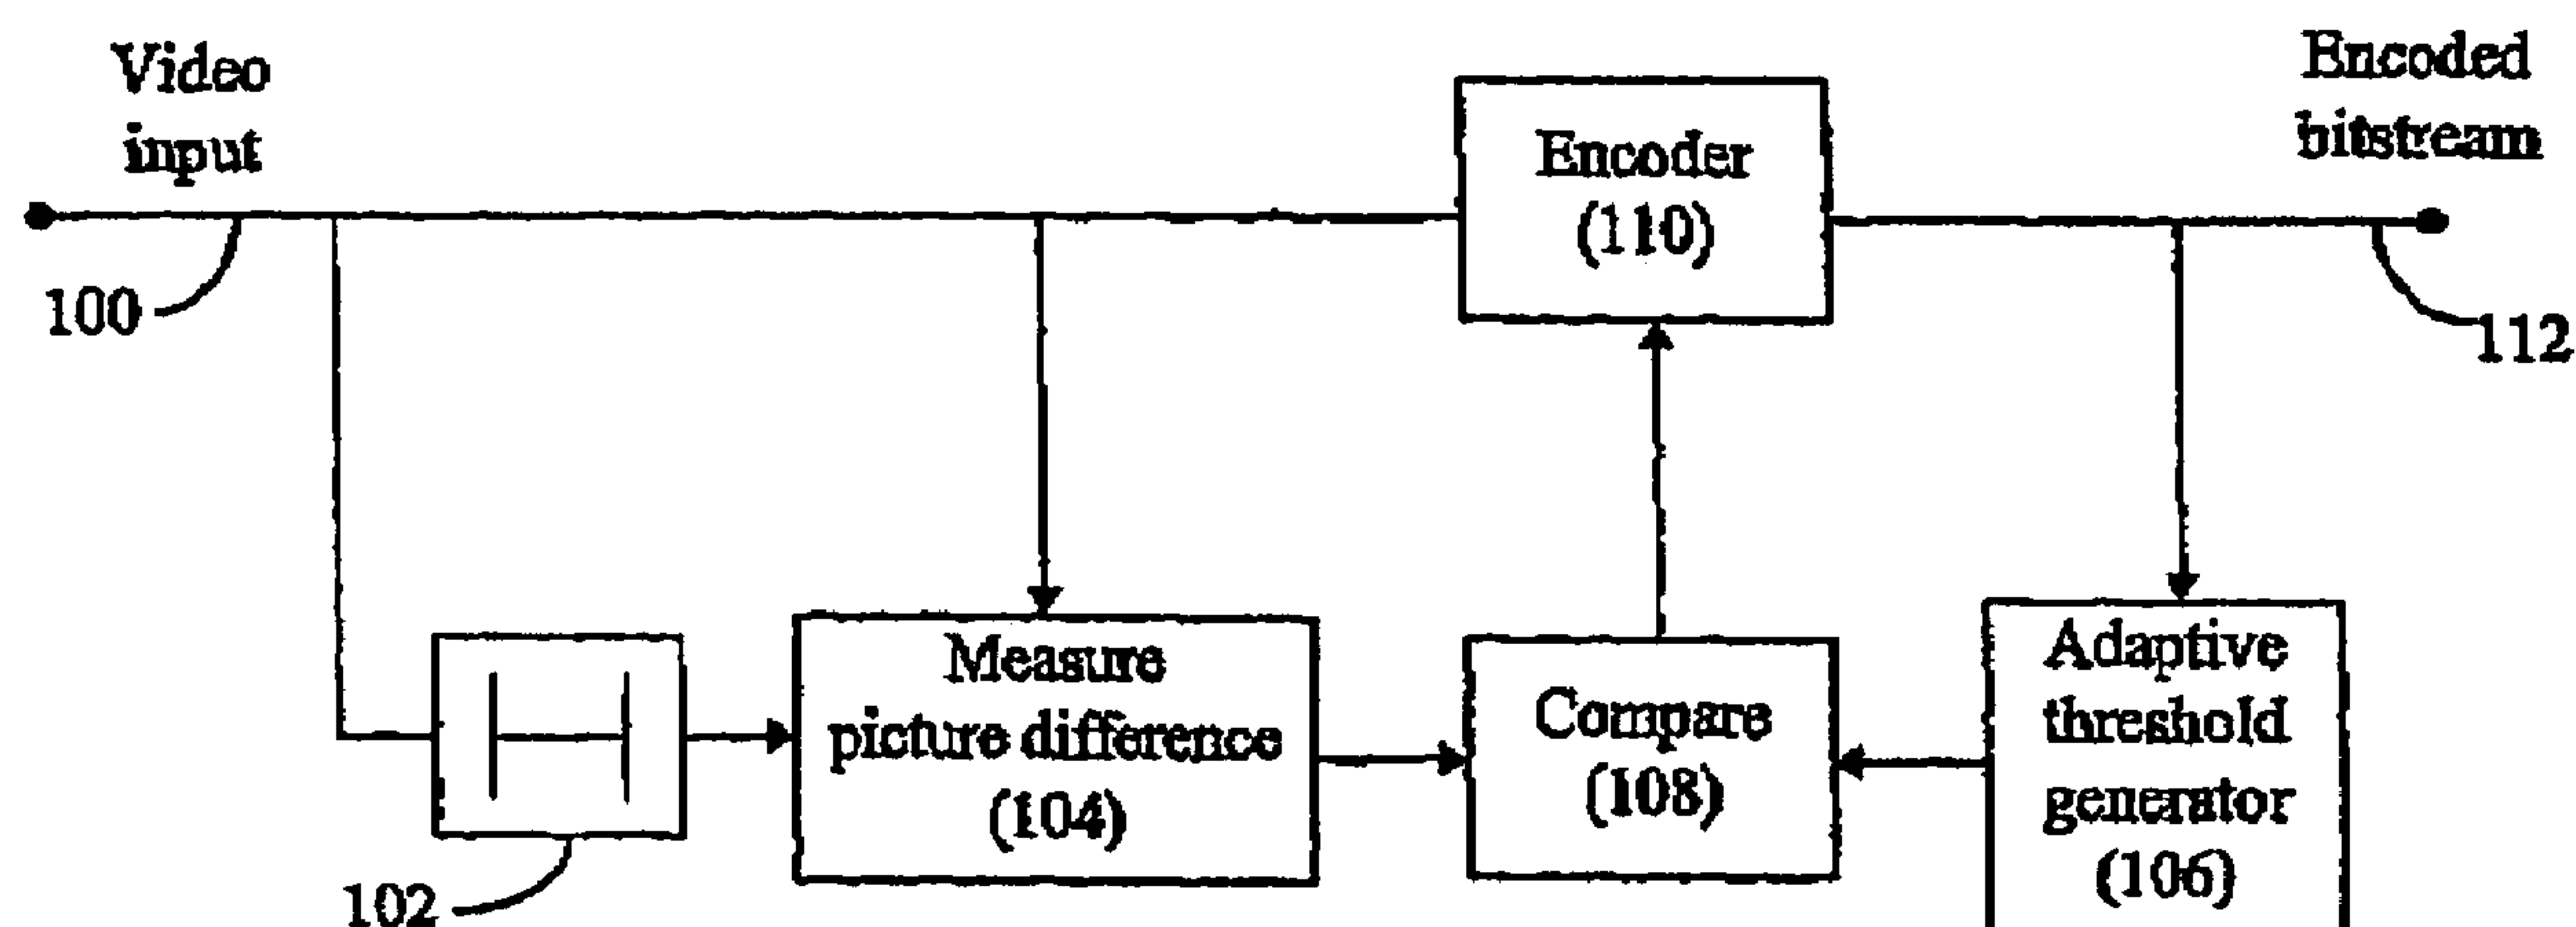 Video
input
Encoded
bitstream
Encoder
(110)
100
112
Measure
picture difference
(104)
Compare
(108)
Adaptive
threshold
generator
(106)
102